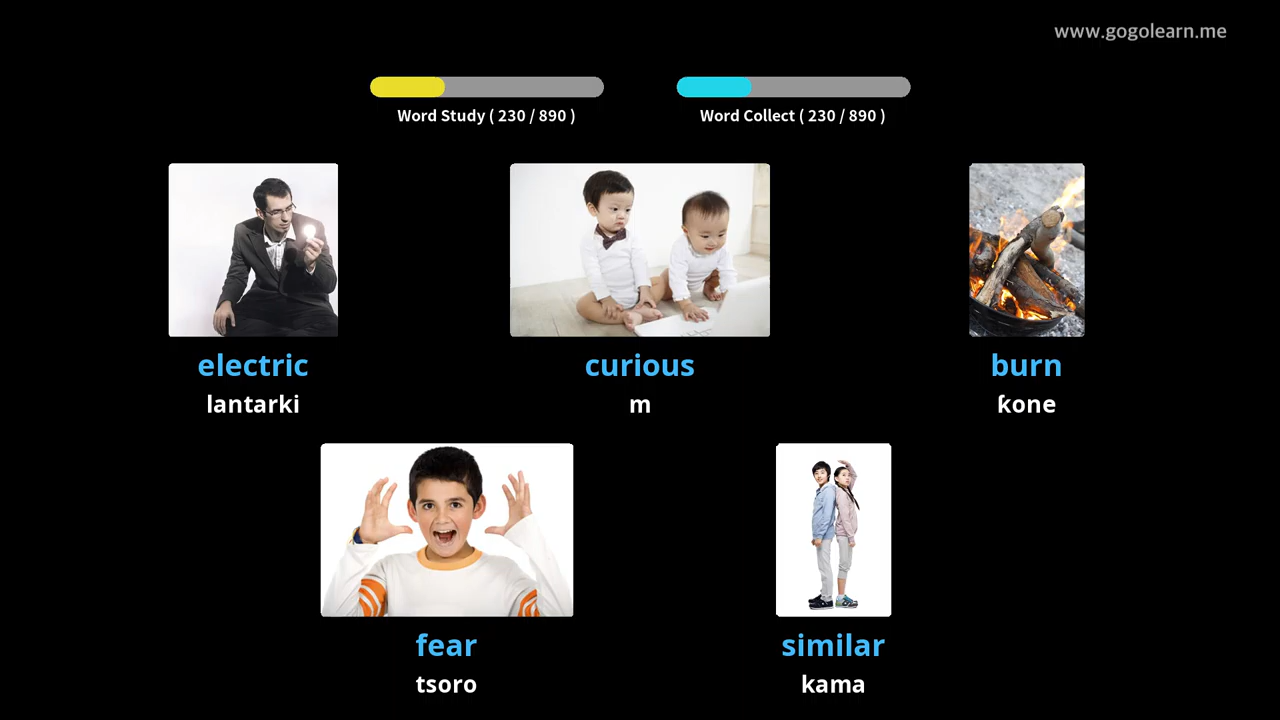 www.gogolearn.me
Word Study ( 230 / 890 )
Word Collect ( 230 / 890 )
electric
lantarki
curious
m
burn
ƙone
fear
tsoro
similar
kama